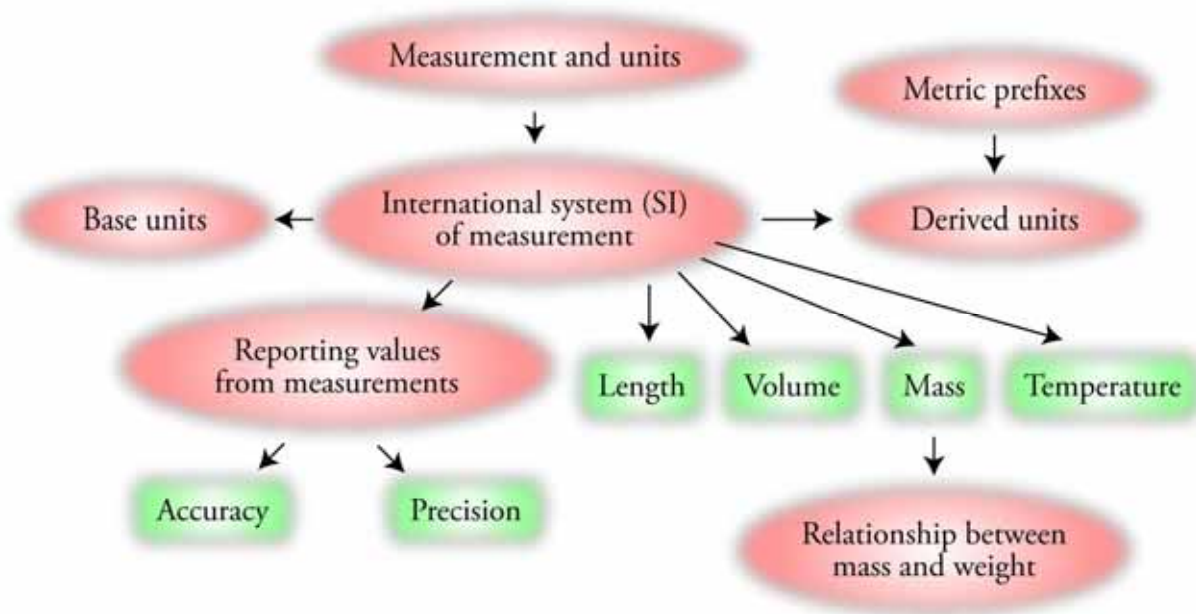 Measurement and units
Metric prefixes
Base units
International system (SI)
of measurement
Derived units
Reporting values
from measurements
Length
Volume
Mass
Temperature
Accuracy
Precision
Relationship between
mass and weight